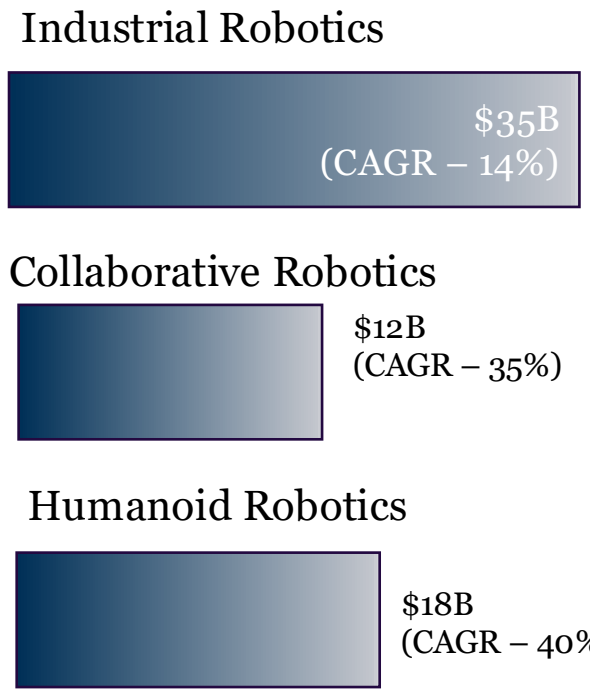 Industrial Robotics
$35B
(CAGR – 14%)
Collaborative Robotics
$12B
(CAGR – 35%)
Humanoid Robotics
$18B
(CAGR – 40%